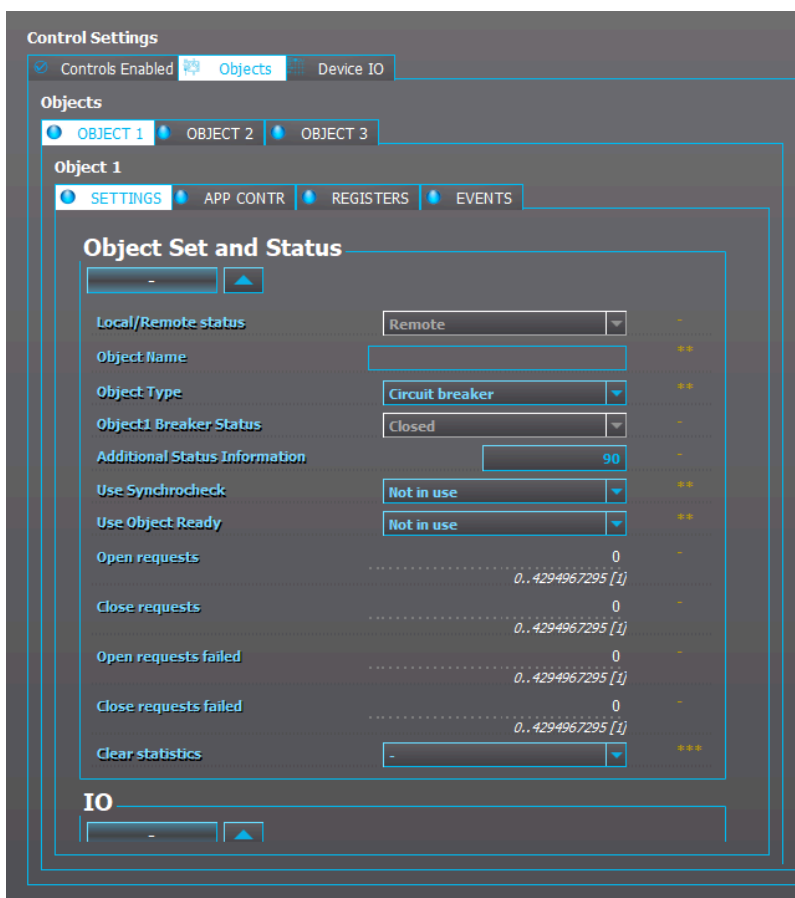 Control Settings
Controls Enabled Objects Device IO
Objects
OBJECT 1 OBJECT 2 OBJECT 3
Object 1
SETTINGS APP CONTR REGISTERS EVENTS
Object Set and Status
-
Local/Remote status Remote -
Object Name **
Object Type Circuit breaker **
Object1 Breaker Status Closed -
Additional Status Information 90 -
Use Synchrocheck Not in use **
Use Object Ready Not in use **
Open requests 0 -
0..4294967295 [1]
Close requests 0 -
0..4294967295 [1]
Open requests failed 0 -
0..4294967295 [1]
Close requests failed 0 -
0..4294967295 [1]
Clear statistics - ***
IO
-